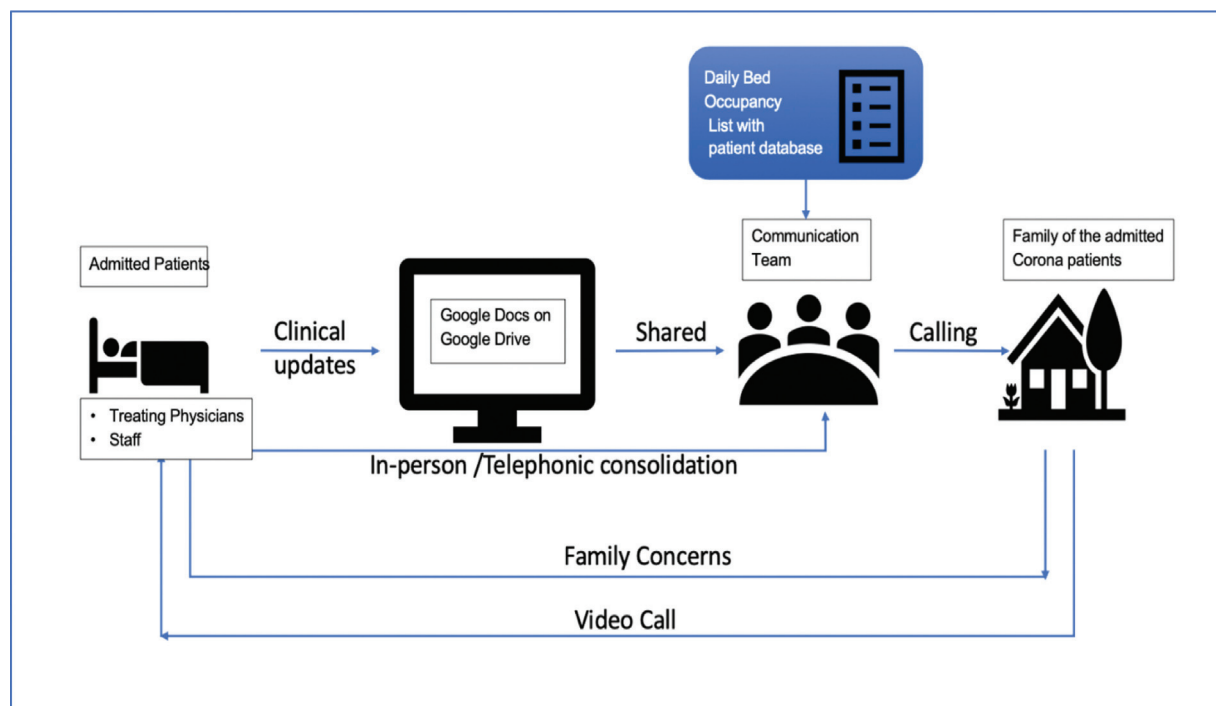 Daily Bed
Occupancy
List with
patient database
Admitted Patients
Communication
Team
Family of the admitted
Corona patients
Clinical
updates
Google Docs on
Google Drive
Shared
Calling
• Treating Physicians
• Staff
In-person /Telephonic consolidation
Family Concerns
Video Call